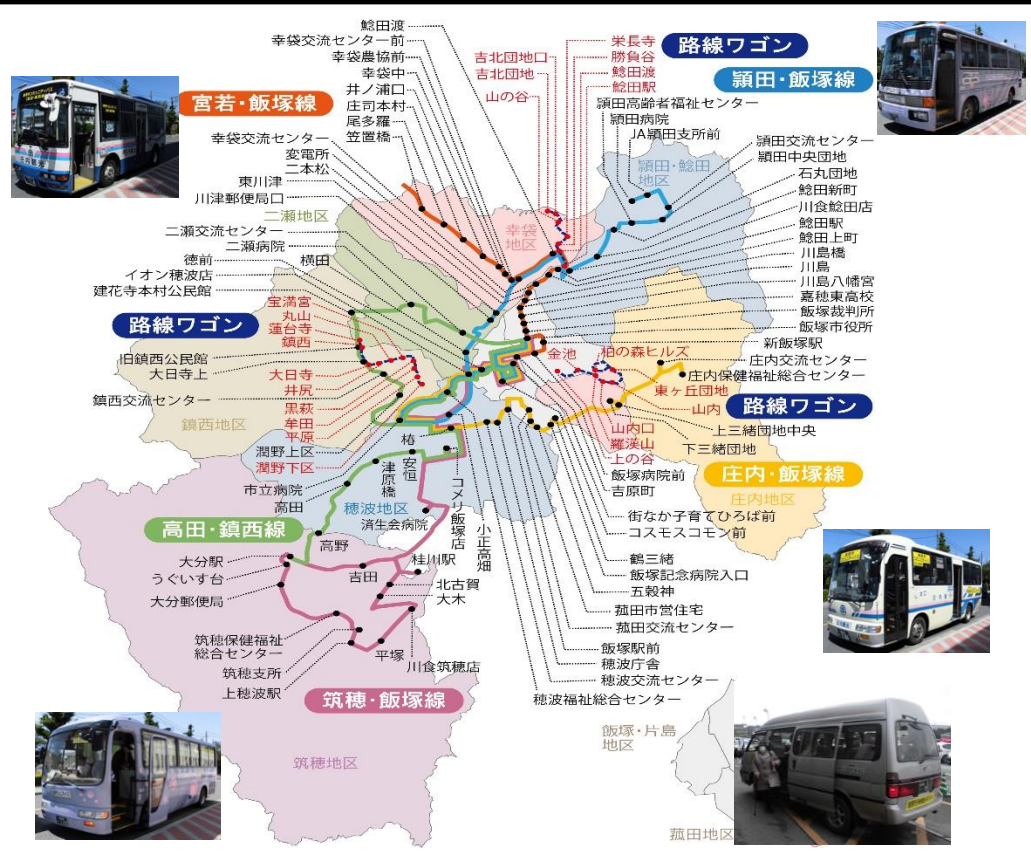 鯰田渡
幸袋交流センター前
幸袋農協前
幸袋中
井ノ浦口
庄司本村
尾多羅
笠置橋
宮若・飯塚線
幸袋交流センター
変電所
二本松
東川津
川津郵便局口
二瀬地区
二瀬交流センター
二瀬病院
横田
徳前
イオン穂波店
建花寺本村公民館
吉北団地口
吉北団地
山の谷
栄長寺
勝負谷
鯰田渡
鯰田駅
路線ワゴン
頴田・飯塚線
頴田高齢者福祉センター
頴田病院
JA頴田支所前
頴田・鯰田
地区
幸袋
地区
頴田交流センター
頴田中央団地
石丸団地
鯰田新町
川食鯰田店
鯰田駅
鯰田上町
川島橋
川島
川島八幡宮
嘉穂東高校
飯塚裁判所
飯塚市役所
新飯塚駅
路線ワゴン
宝満宮
丸山
蓮台寺
鎮西
旧鎮西公民館
大日寺上
大日寺
井尻
鎮西交流センター
黒萩
牟田
平原
鎮西地区
潤野上区
潤野下区
金池
柏の森ヒルズ
庄内交流センター
庄内保健福祉総合センター
東ヶ丘団地
山内
路線ワゴン
上三緒団地中央
下三緒団地
山内口
羅漢山
上の谷
飯塚病院前
吉原町
庄内・飯塚線
庄内地区
街なか子育てひろば前
コスモスコモン前
鶴三緒
飯塚記念病院入口
五穀神
菰田市営住宅
菰田交流センター
飯塚駅前
穂波庁舎
穂波交流センター
穂波福祉総合センター
椿
安恒
津原橋
市立病院
高田
穂波地区
済生会病院
コメリ飯塚店
小正高畑
高田・鎮西線
高野
大分駅
うぐいす台
大分郵便局
吉田
桂川駅
北古賀
大木
筑穂保健福祉
総合センター
筑穂支所
上穂波駅
平塚
川食筑穂店
筑穂・飯塚線
筑穂地区
飯塚・片島
地区
菰田地区